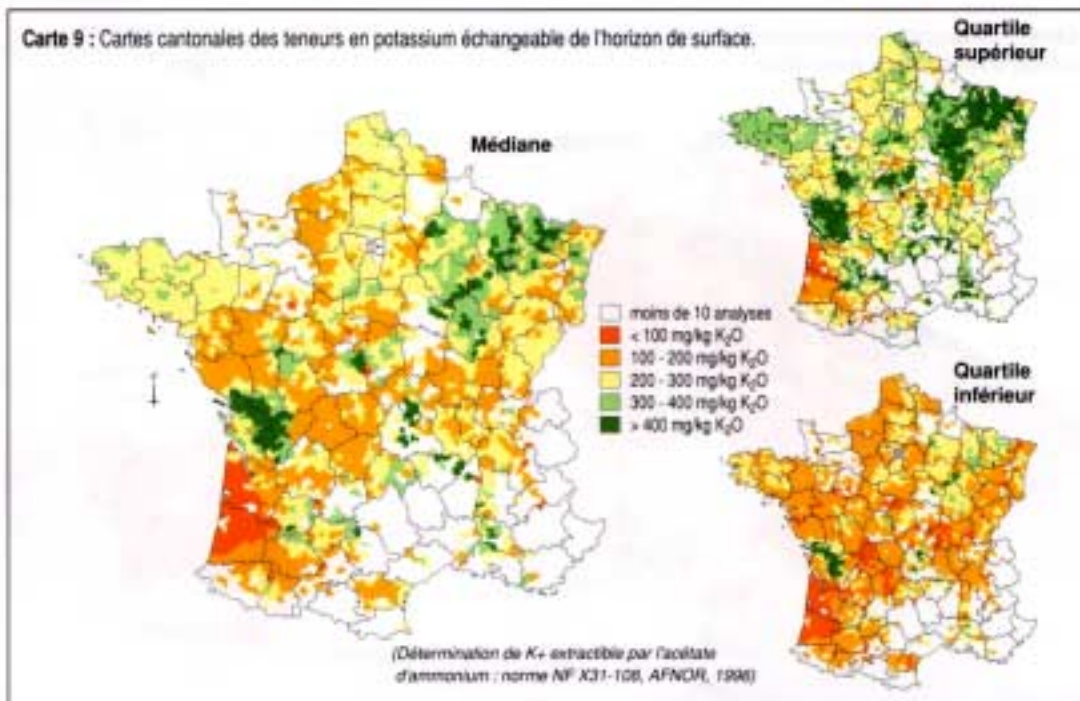 Carte 9 : Cartes cantonales des teneurs en potassium échangeable de l'horizon de surface.
Quartile
supérieur
Médiane
moins de 10 analyses
< 100 mg/kg K₂O
100 - 200 mg/kg K₂O
200 - 300 mg/kg K₂O
300 - 400 mg/kg K₂O
> 400 mg/kg K₂O
Quartile
inférieur
(Détermination de K+ extractible par l'acétate
d'ammonium : norme NF X31-108, AFNOR, 1996)